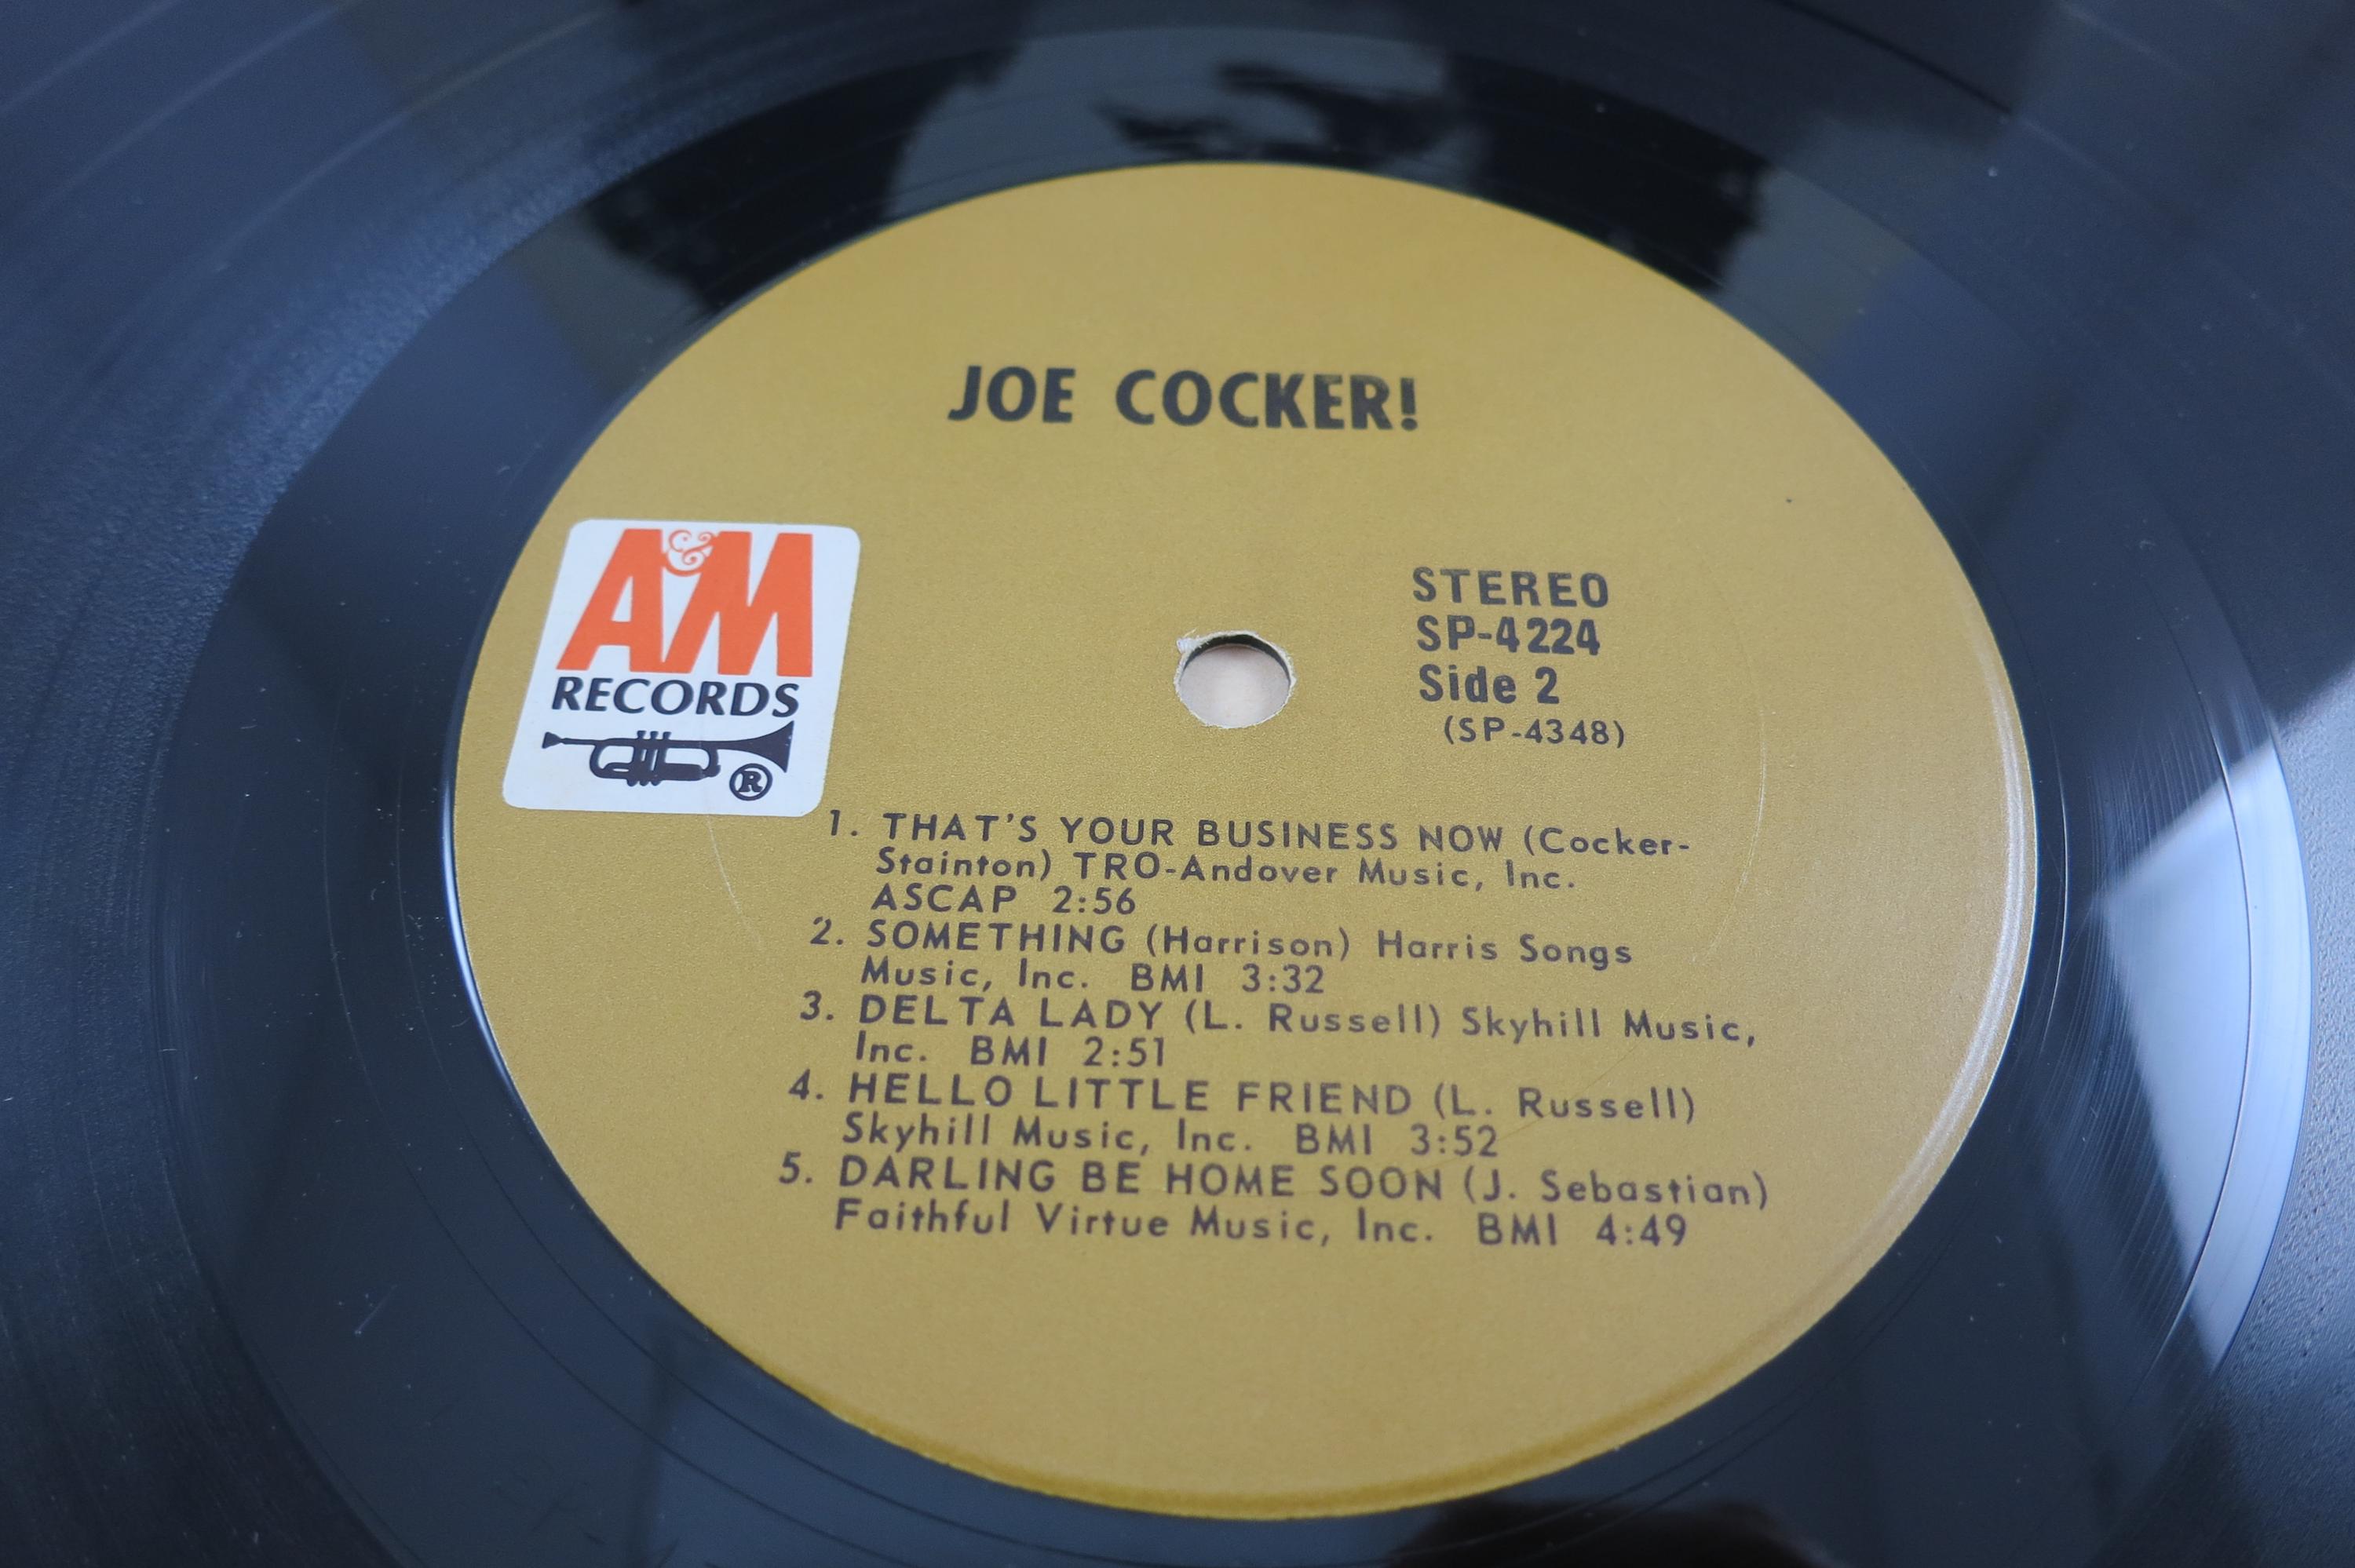 JOE COCKER!
A&M
RECORDS
®
STEREO
SP-4224
Side 2
(SP-4348)
1. THAT'S YOUR BUSINESS NOW (Cocker-
Stainton) TRO-Andover Music, Inc.
ASCAP 2:56
2. SOMETHING (Harrison) Harris Songs
Music, Inc. BMI 3:32
3. DELTA LADY (L. Russell) Skyhill Music,
Inc. BMI 2:51
4. HELLO LITTLE FRIEND (L. Russell)
Skyhill Music, Inc. BMI 3:52
5. DARLING BE HOME SOON (J. Sebastian)
Faithful Virtue Music, Inc. BMI 4:49